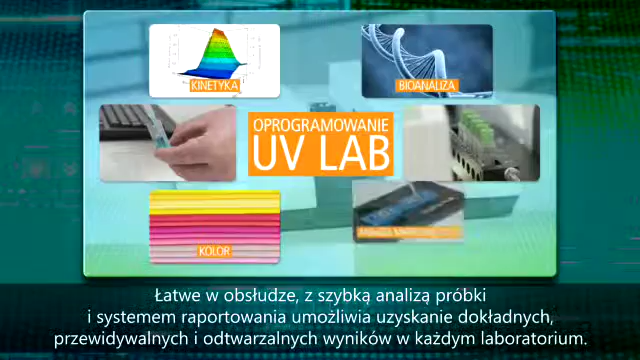 KINETYKA
BIOANALIZA
OPROGRAMOWANIE
UV LAB
KOLOR
Łatwe w obsłudze, z szybką analizą próbki
i systemem raportowania umożliwia uzyskanie dokładnych,
przewidywalnych i odtwarzalnych wyników w każdym laboratorium.